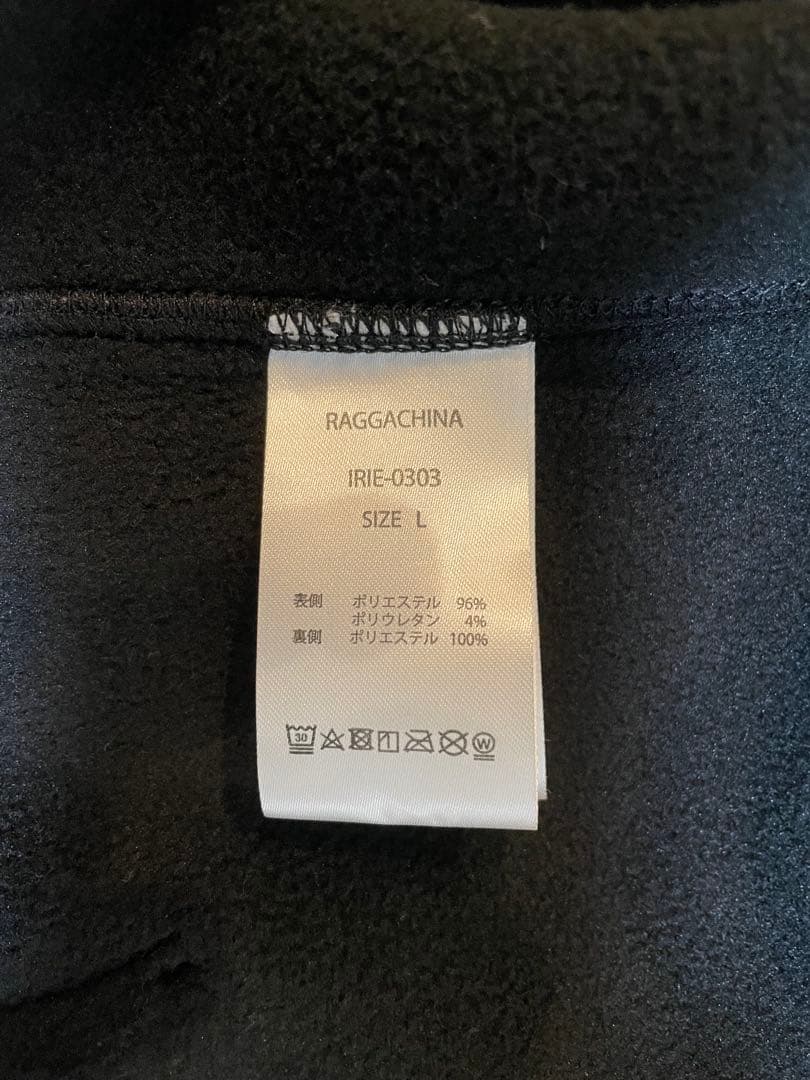 RAGGACHINA
IRIE-0303
SIZE L
表側 ポリエステル 96%
ポリウレタン 4%
裏側 ポリエステル 100%
30 W